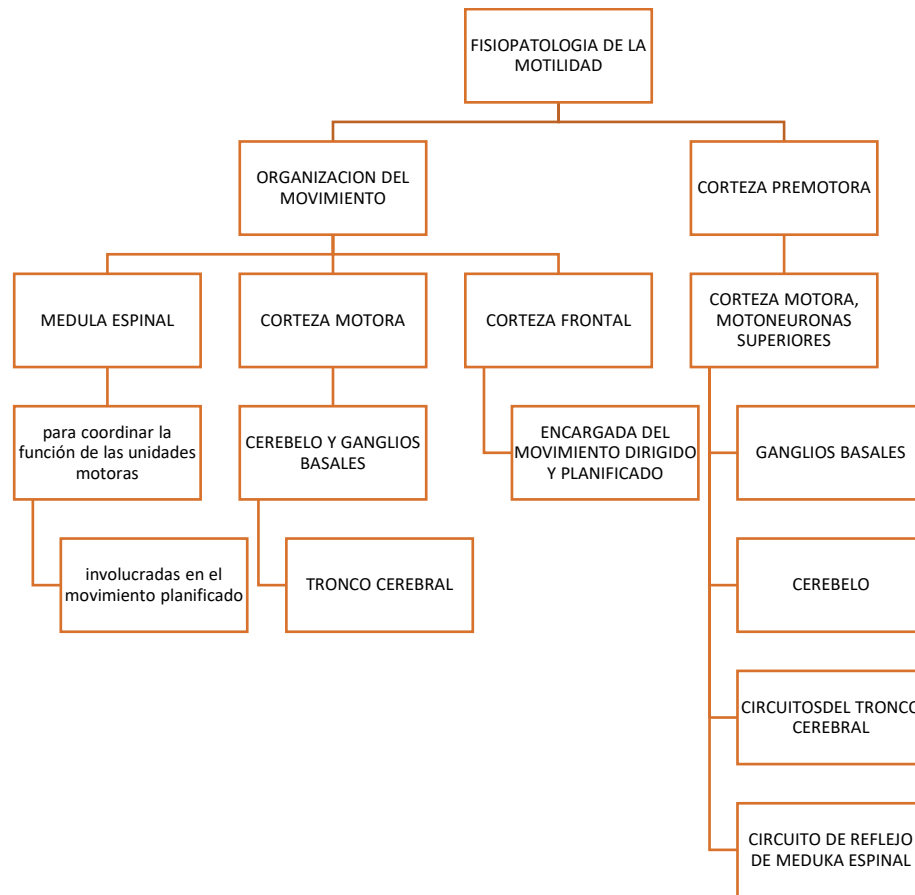 FISIOPATOLOGIA DE LA
MOTILIDAD
ORGANIZACION DEL
MOVIMIENTO
CORTEZA PREMOTORA
MEDULA ESPINAL
CORTEZA MOTORA
CORTEZA FRONTAL
CORTEZA MOTORA,
MOTONEURONAS
SUPERIORES
para coordinar la
función de las unidades
motoras
CEREBELO Y GANGLIOS
BASALES
ENCARGADA DEL
MOVIMIENTO DIRIGIDO
Y PLANIFICADO
GANGLIOS BASALES
involucradas en el
movimiento planificado
TRONCO CEREBRAL
CEREBELO
CIRCUITOSDEL TRONCO
CEREBRAL
CIRCUITO DE REFLEJO
DE MEDUKA ESPINAL